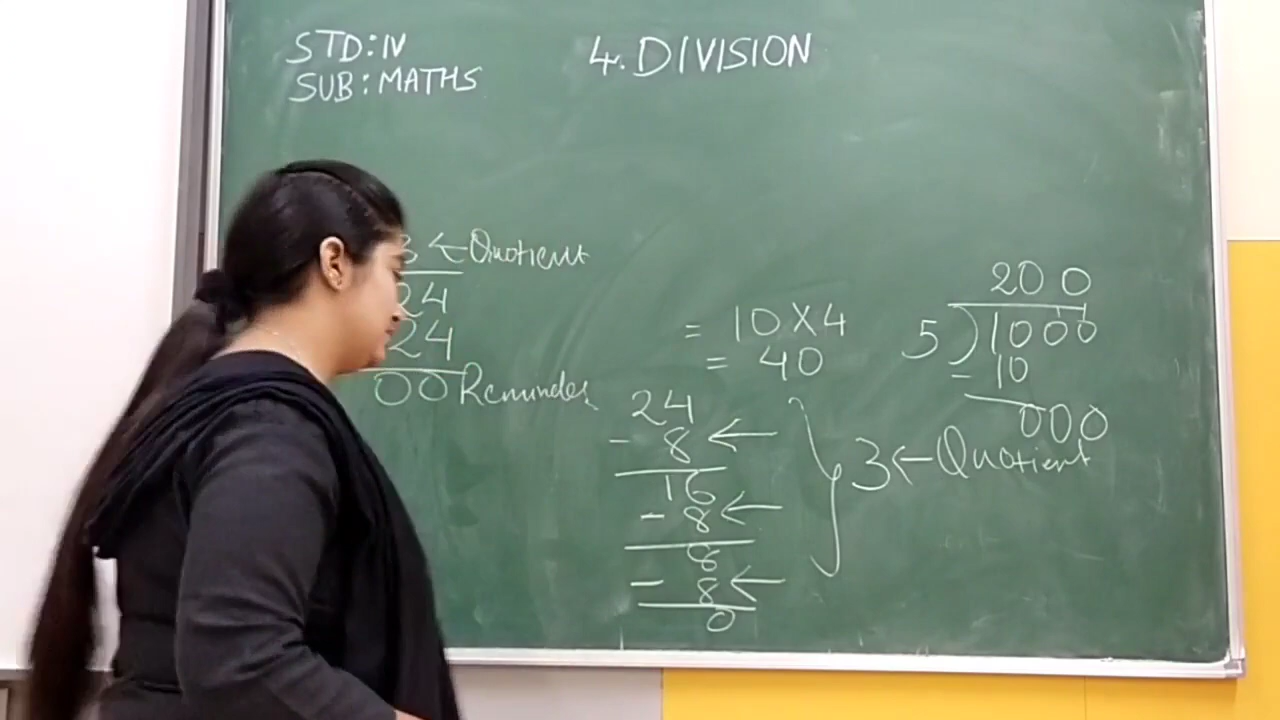 STD: IV
SUB: MATHS
4. DIVISION
3 ← Quotient
24
24
00 Reminder
= 10 X 4
= 40
24
- 8 ←
16
- 8 ←
8
- 8 ←
0
3 ← Quotient
200
5 ) 1000
- 10
000